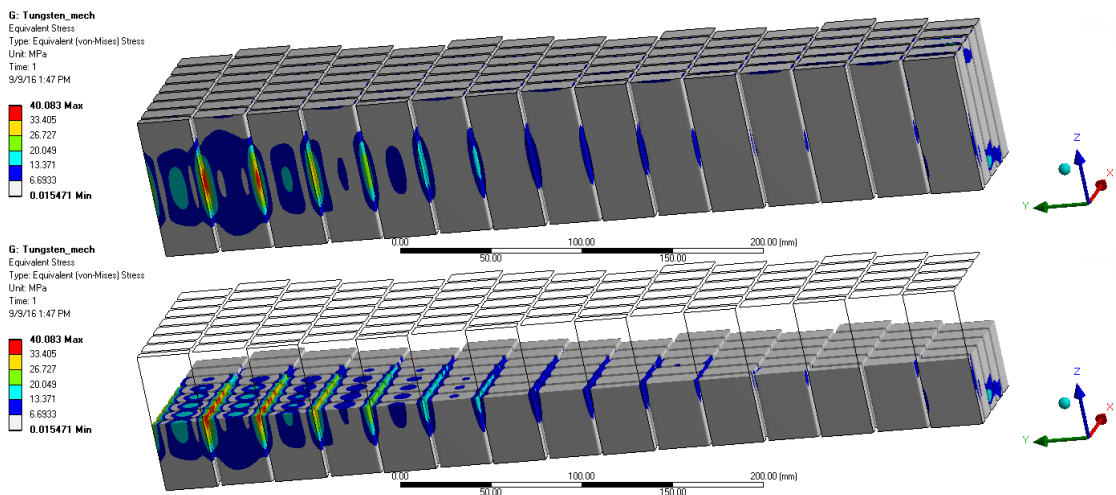 G: Tungsten_mech
Equivalent Stress
Type: Equivalent (von-Mises) Stress
Unit: MPa
Time: 1
9/9/16 1:47 PM
40.083 Max
33.405
26.727
20.049
13.371
6.6933
0.015471 Min
Z
X
Y
0.00 100.00 200.00 (mm)
50.00 150.00
G: Tungsten_mech
Equivalent Stress
Type: Equivalent (von-Mises) Stress
Unit: MPa
Time: 1
9/9/16 1:47 PM
40.083 Max
33.405
26.727
20.049
13.371
6.6933
0.015471 Min
Z
X
Y
0.00 100.00 200.00 (mm)
50.00 150.00